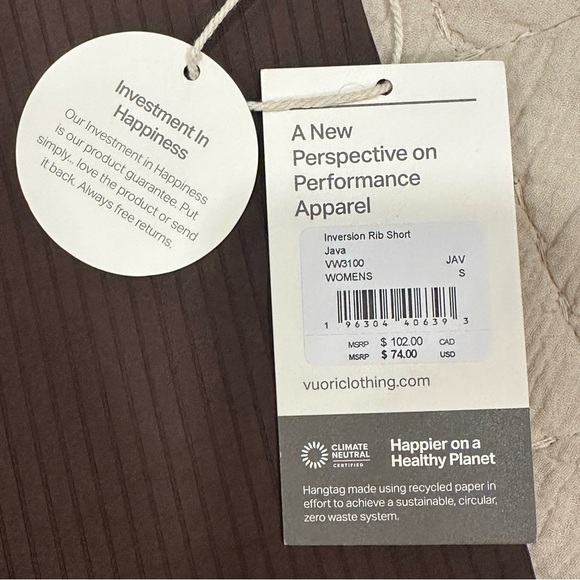 Investment In
Happiness
Our Investment in Happiness
is our product guarantee. Put
simply... love the product or send
it back. Always free returns.
A New
Perspective on
Performance
Apparel
Inversion Rib Short
Java
VW3100 JAV
WOMENS S
1 96304 40639 3
MSRP $ 102.00 CAD
MSRP $ 74.00 USD
vuoriclothing.com
CLIMATE
NEUTRAL
CERTIFIED
Happier on a
Healthy Planet
Hangtag made using recycled paper in
effort to achieve a sustainable, circular,
zero waste system.